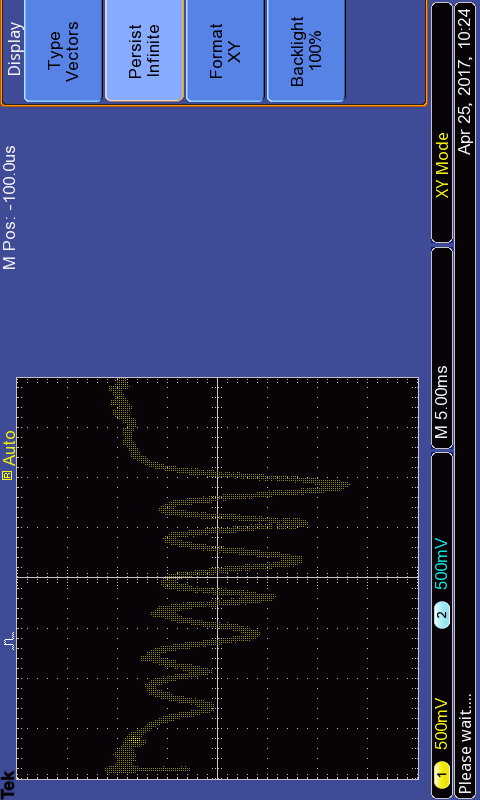 Tek
Auto
M Pos: -100.0us
Display
Type
Vectors
Persist
Infinite
Format
XY
Backlight
100%
1 500mV
2 500mV
M 5.00ms
XY Mode
Please wait....
Apr 25, 2017, 10:24